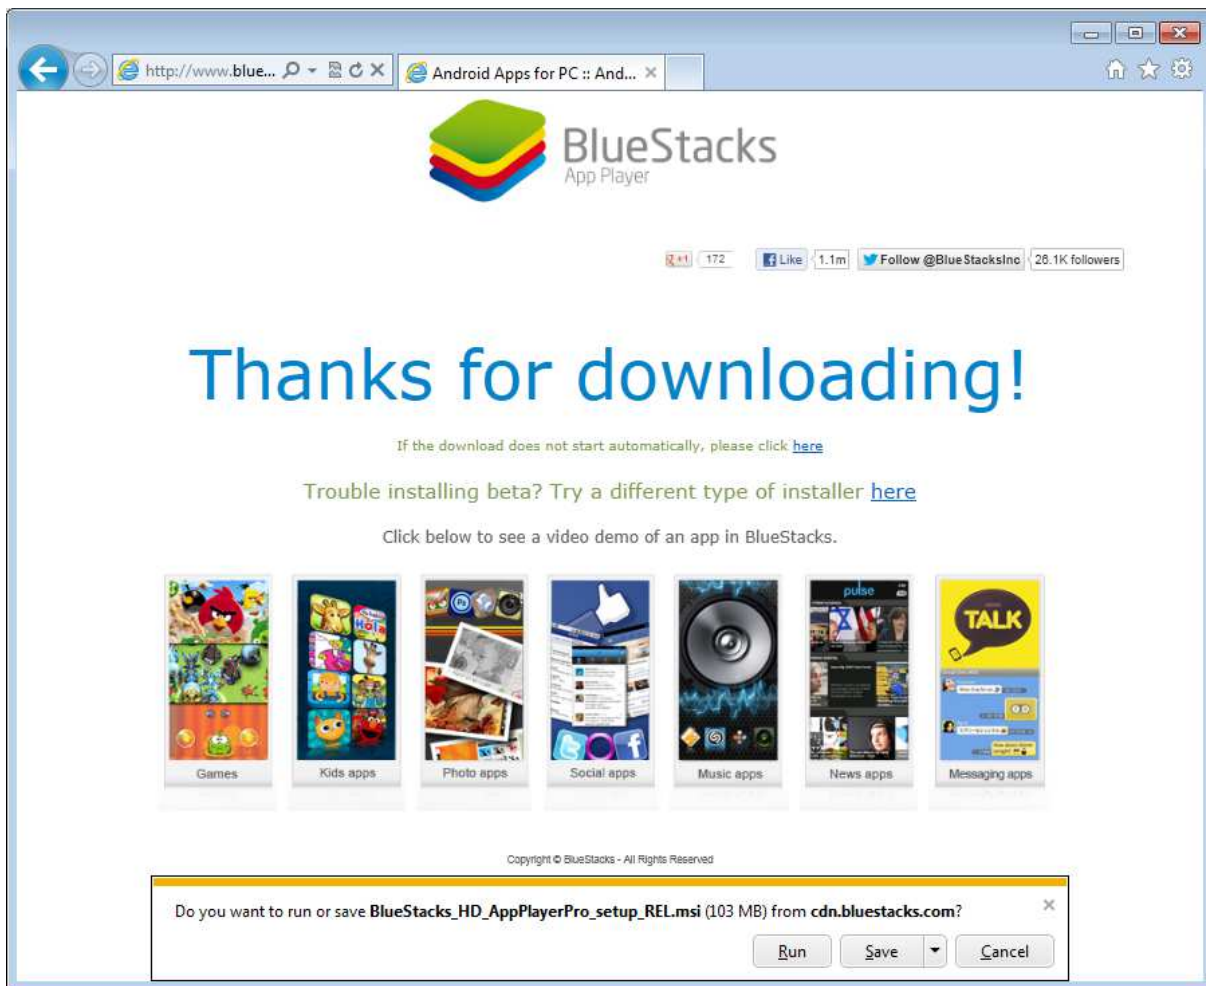 http://www.blue...
Android Apps for PC :: And...
BlueStacks
App Player
+1 172 Like 1.1m Follow @BlueStacksInc 26.1K followers
Thanks for downloading!
If the download does not start automatically, please click here
Trouble installing beta? Try a different type of installer here
Click below to see a video demo of an app in BlueStacks.
pulse
TALK
Hola
Games Kids apps Photo apps Social apps Music apps News apps Messaging apps
Copyright © BlueStacks - All Rights Reserved
Do you want to run or save BlueStacks_HD_AppPlayerPro_setup_REL.msi (103 MB) from cdn.bluestacks.com?
Run Save Cancel